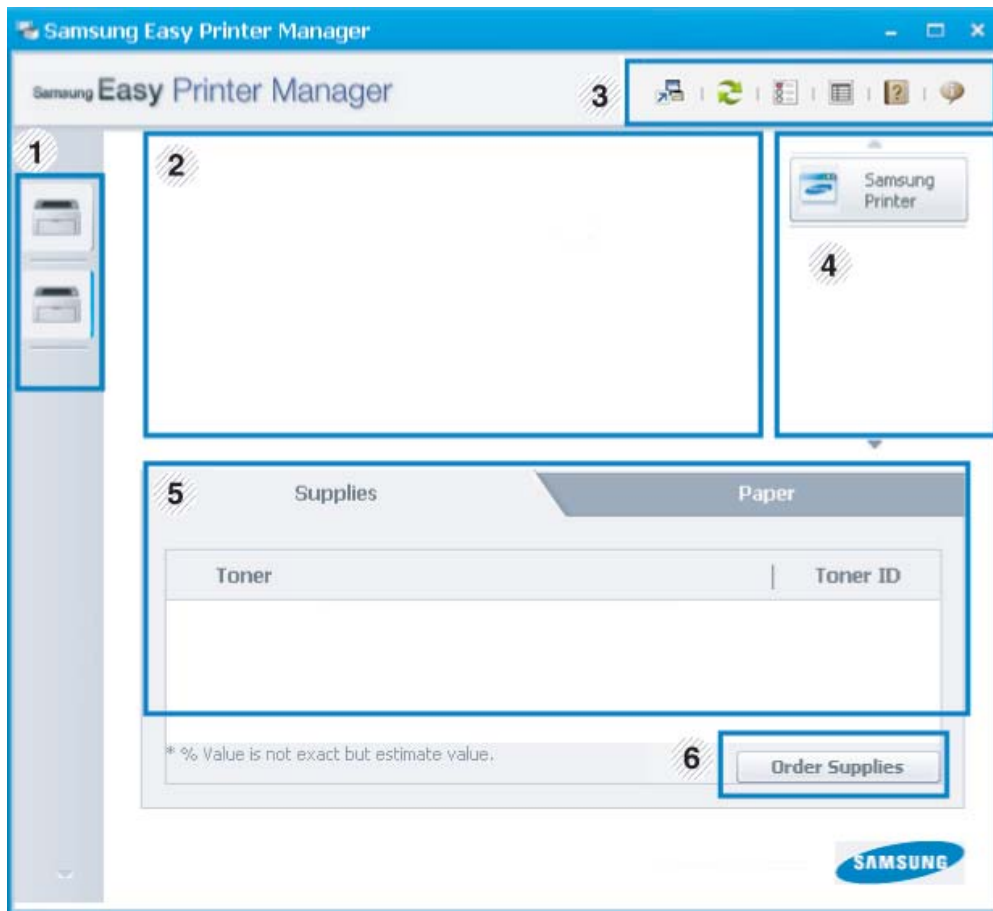 Samsung Easy Printer Manager
Samsung Easy Printer Manager
3
1
2
Samsung
Printer
4
5
Supplies
Paper
Toner
Toner ID
* % Value is not exact but estimate value.
6
Order Supplies
SAMSUNG